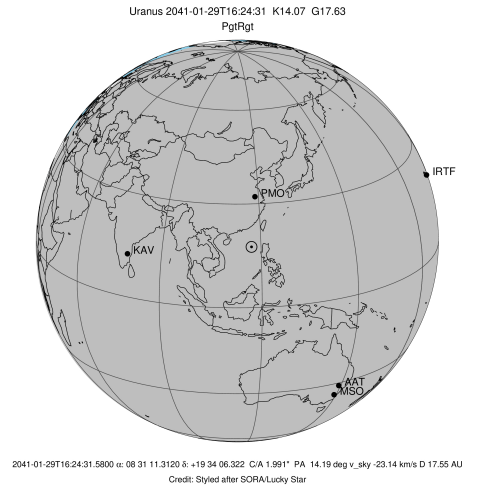 Uranus 2041-01-29T16:24:31 K14.07 G17.63
PgtRgt
IRTF
PMO
KAV
AAT
MSO
2041-01-29T16:24:31.5800 α: 08 31 11.3120 δ: +19 34 06.322 C/A 1.991" PA 14.19 deg v_sky -23.14 km/s D 17.55 AU
Credit: Styled after SORA/Lucky Star